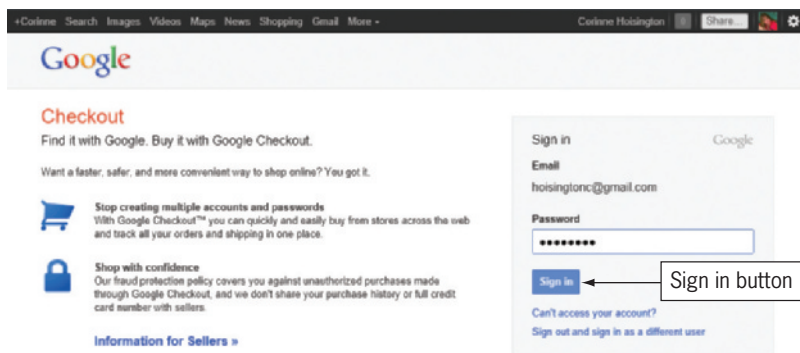 +Corinne Search Images Videos Maps News Shopping Gmail More
Corinne Hoisington 0 Share...
Google
Checkout
Find it with Google. Buy it with Google Checkout.
Want a faster, safer, and more convenient way to shop online? You got it.
Stop creating multiple accounts and passwords
With Google Checkout™ you can quickly and easily buy from stores across the web
and track all your orders and shipping in one place.
Shop with confidence
Our fraud protection policy covers you against unauthorized purchases made
through Google Checkout, and we don't share your purchase history or full credit
card number with sellers.
Information for Sellers »
Sign in Google
Email
hoisingtonc@gmail.com
Password
••••••••
Sign in
Sign in button
Can't access your account?
Sign out and sign in as a different user